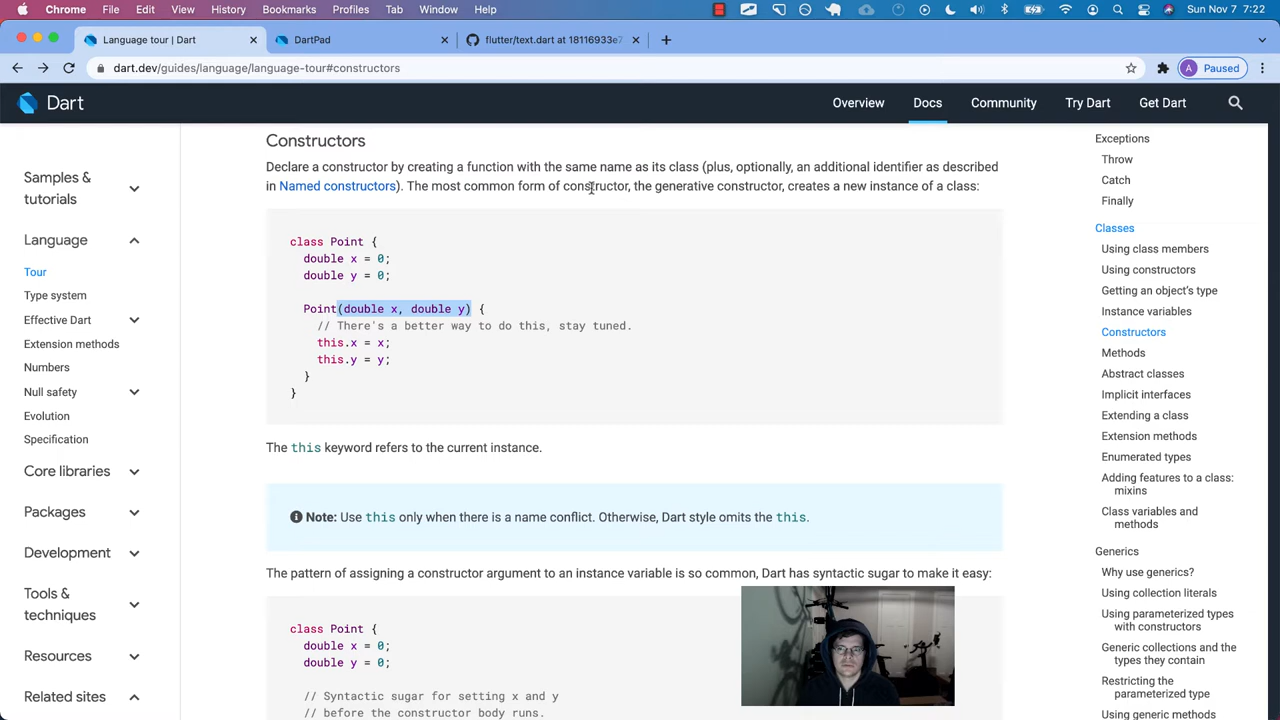 Chrome File Edit View History Bookmarks Profiles Tab Window Help Sun Nov 7 7:22
Language tour | Dart DartPad flutter/text.dart at 18116933e7
dart.dev/guides/language/language-tour#constructors A Paused
Dart Overview Docs Community Try Dart Get Dart
Samples &
tutorials
Language
Tour
Type system
Effective Dart
Extension methods
Numbers
Null safety
Evolution
Specification
Core libraries
Packages
Development
Tools &
techniques
Resources
Related sites
Constructors
Declare a constructor by creating a function with the same name as its class (plus, optionally, an additional identifier as described
in Named constructors). The most common form of constructor, the generative constructor, creates a new instance of a class:
class Point {
double x = 0;
double y = 0;
Point(double x, double y) {
// There's a better way to do this, stay tuned.
this.x = x;
this.y = y;
}
}
The this keyword refers to the current instance.
Note: Use this only when there is a name conflict. Otherwise, Dart style omits the this.
The pattern of assigning a constructor argument to an instance variable is so common, Dart has syntactic sugar to make it easy:
class Point {
double x = 0;
double y = 0;
// Syntactic sugar for setting x and y
// before the constructor body runs.
Exceptions
Throw
Catch
Finally
Classes
Using class members
Using constructors
Getting an object's type
Instance variables
Constructors
Methods
Abstract classes
Implicit interfaces
Extending a class
Extension methods
Enumerated types
Adding features to a class:
mixins
Class variables and
methods
Generics
Why use generics?
Using collection literals
Using parameterized types
with constructors
Generic collections and the
types they contain
Restricting the
parameterized type
Using generic methods